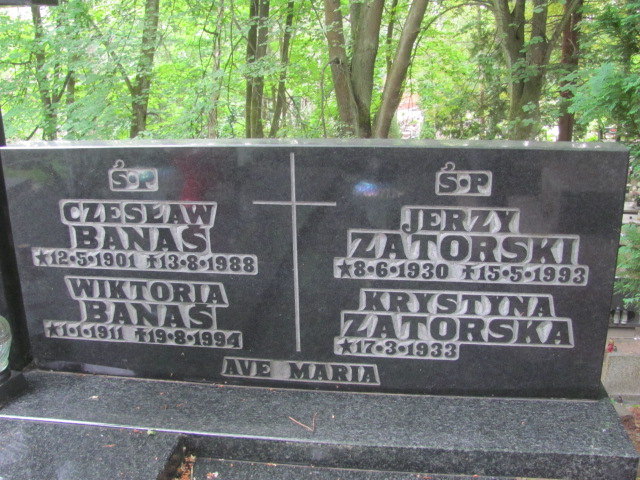 Ś•P
CZESŁAW
BANAŚ
★12•5•1901 ✝13•8•1988
WIKTORIA
BANAŚ
★1•1•1911 ✝19•8•1994
Ś•P
JERZY
ZATORSKI
★8•6•1930 ✝15•5•1993
KRYSTYNA
ZATORSKA
★17•3•1933
AVE MARIA